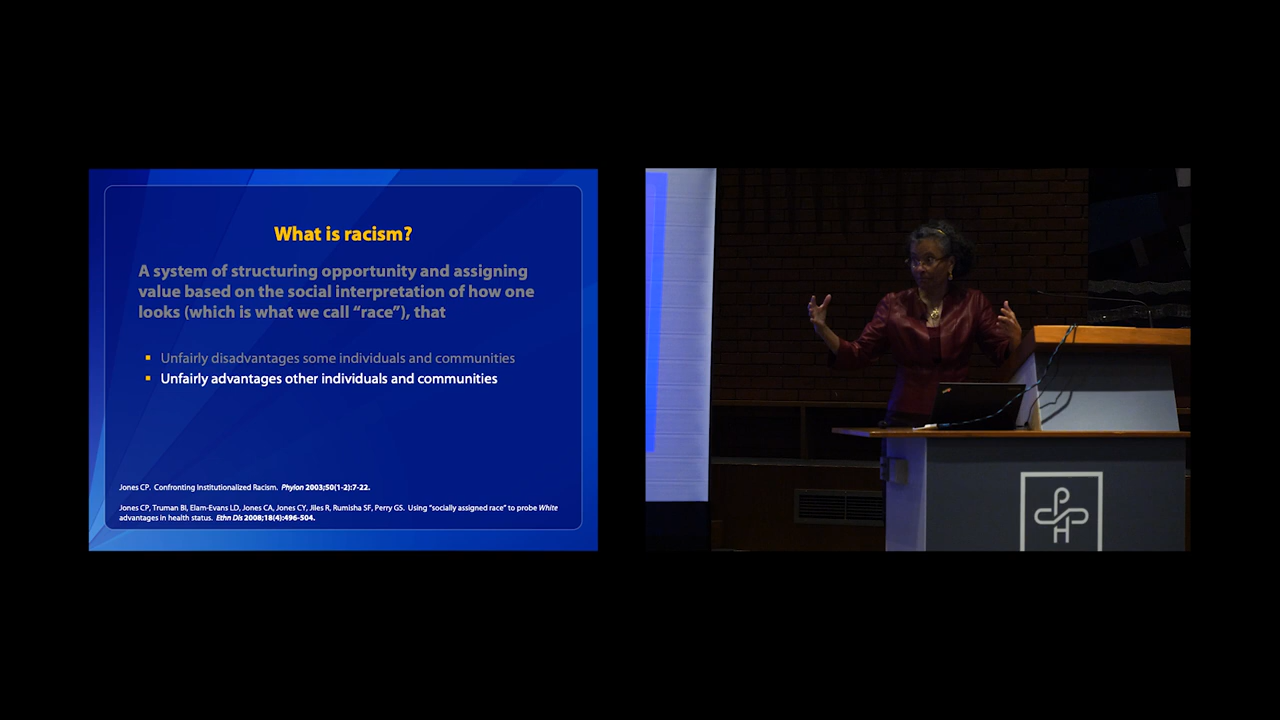 What is racism?
A system of structuring opportunity and assigning
value based on the social interpretation of how one
looks (which is what we call “race”), that
▪ Unfairly disadvantages some individuals and communities
▪ Unfairly advantages other individuals and communities
Jones CP. Confronting Institutionalized Racism. Phylon 2003;50(1-2):7-22.
Jones CP, Truman BI, Elam-Evans LD, Jones CA, Jones CY, Jiles R, Rumisha SF, Perry GS. Using “socially assigned race” to probe White
advantages in health status. Ethn Dis 2008;18(4):496-504.
P
H